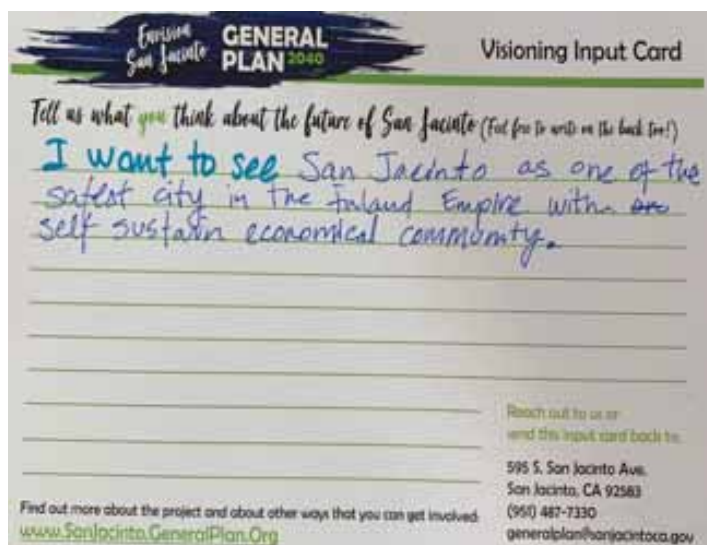 Envision
San Jacinto
GENERAL
PLAN 2040
Visioning Input Card
Tell us what you think about the future of San Jacinto (Feel free to write on the back too!)
I want to see San Jacinto as one of the
safest city in the Inland Empire with an
self sustain economical community.
Reach out to us or
send this input card back to:
595 S. San Jacinto Ave.
San Jacinto, CA 92583
(951) 487-7330
generalplan@sanjacintoca.gov
Find out more about the project and about other ways that you can get involved:
www.SanJacinto.GeneralPlan.Org